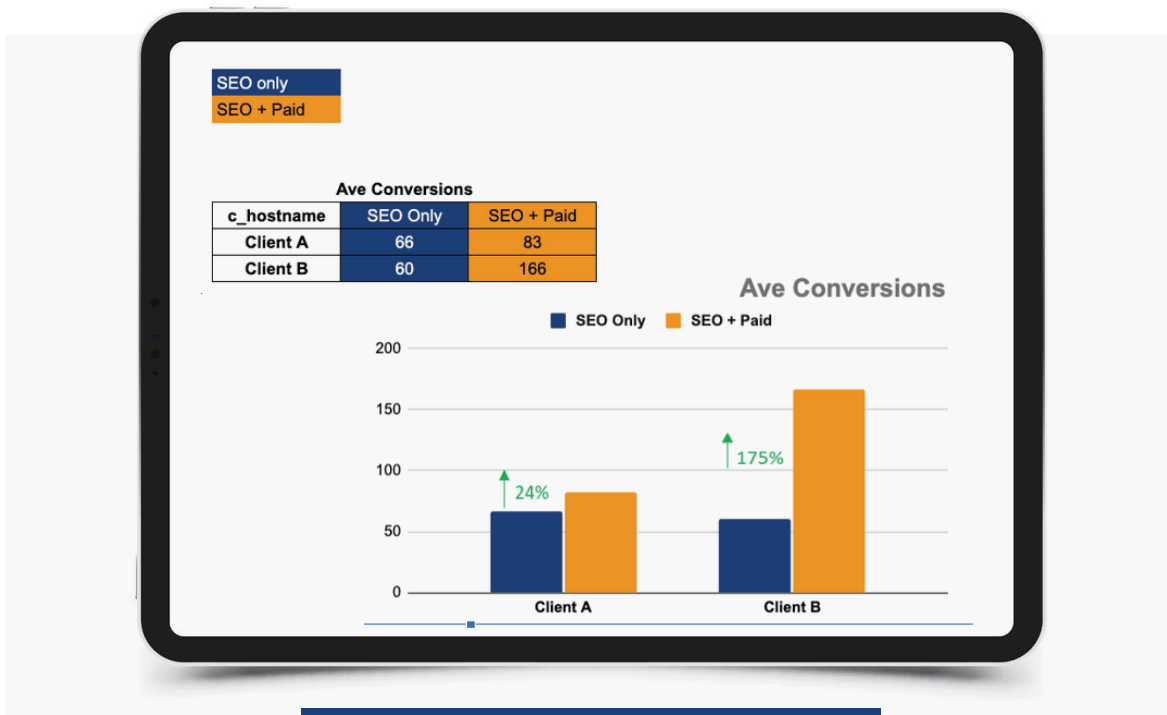 SEO only
SEO + Paid
Ave Conversions
c_hostname SEO Only SEO + Paid
Client A 66 83
Client B 60 166
Ave Conversions
SEO Only SEO + Paid
200
150
175%
100
24%
50
0
Client A Client B